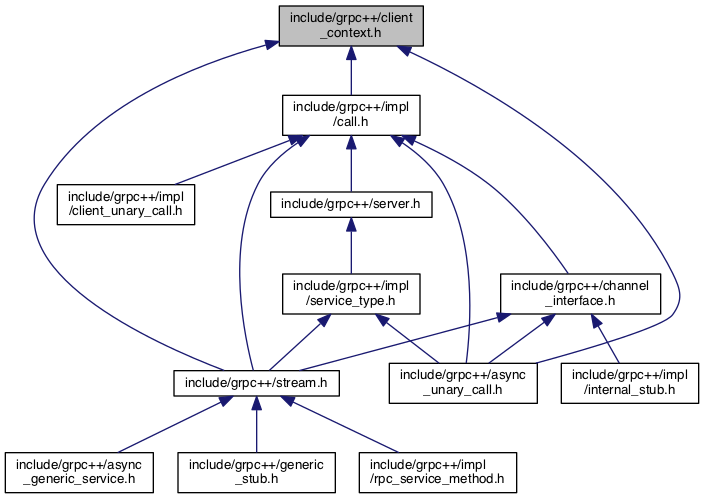 include/grpc++/client
_context.h
include/grpc++/impl
/call.h
include/grpc++/impl
/client_unary_call.h
include/grpc++/server.h
include/grpc++/impl
/service_type.h
include/grpc++/channel
_interface.h
include/grpc++/stream.h
include/grpc++/async
_unary_call.h
include/grpc++/impl
/internal_stub.h
include/grpc++/async
_generic_service.h
include/grpc++/generic
_stub.h
include/grpc++/impl
/rpc_service_method.h